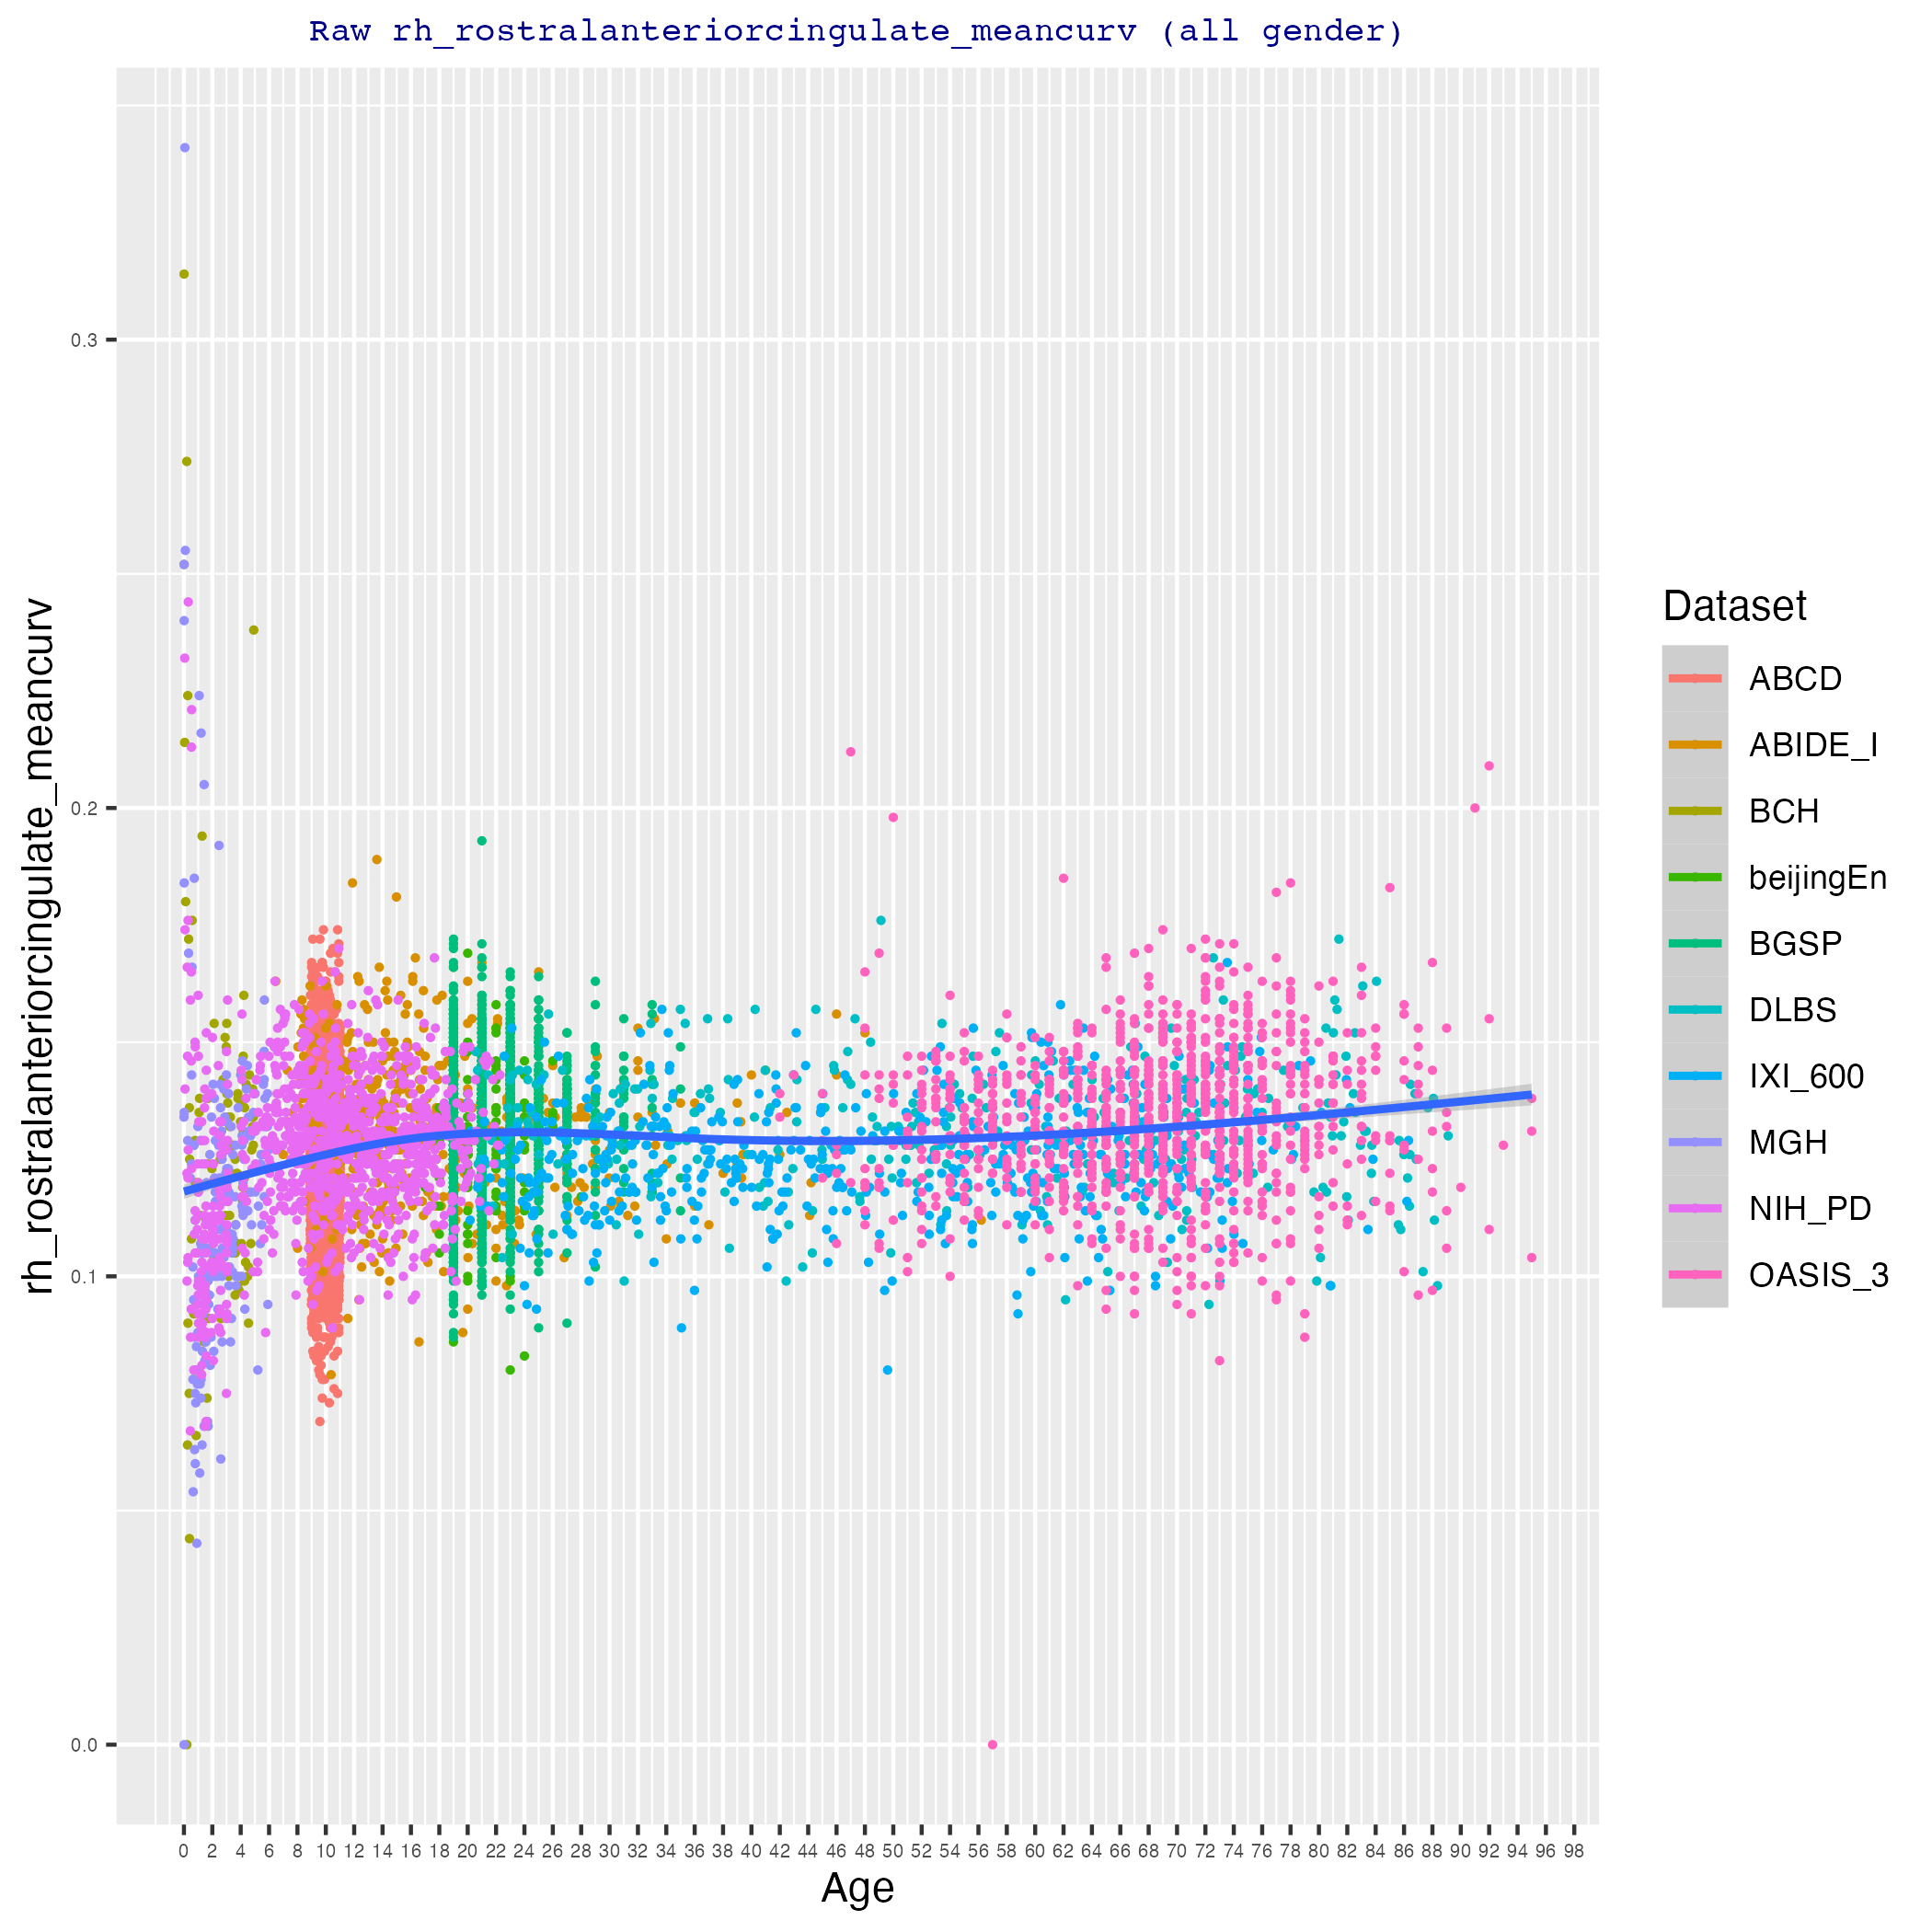 Raw rh_rostralanteriorcingulate_meancurv (all gender)
rh_rostralanteriorcingulate_meancurv
0.3
0.2
0.1
0.0
0 2 4 6 8 10 12 14 16 18 20 22 24 26 28 30 32 34 36 38 40 42 44 46 48 50 52 54 56 58 60 62 64 66 68 70 72 74 76 78 80 82 84 86 88 90 92 94 96 98
Age
Dataset
ABCD
ABIDE_I
BCH
beijingEn
BGSP
DLBS
IXI_600
MGH
NIH_PD
OASIS_3